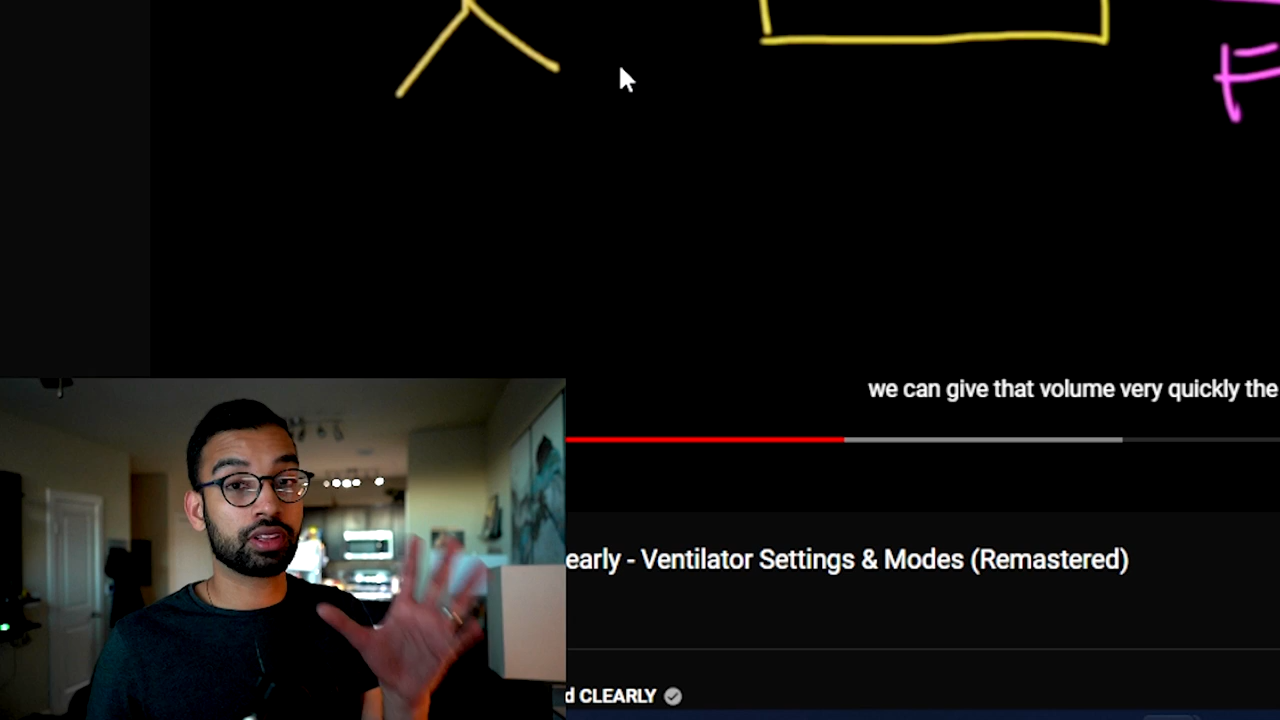 we can give that volume very quickly the
early - Ventilator Settings & Modes (Remastered)
d CLEARLY